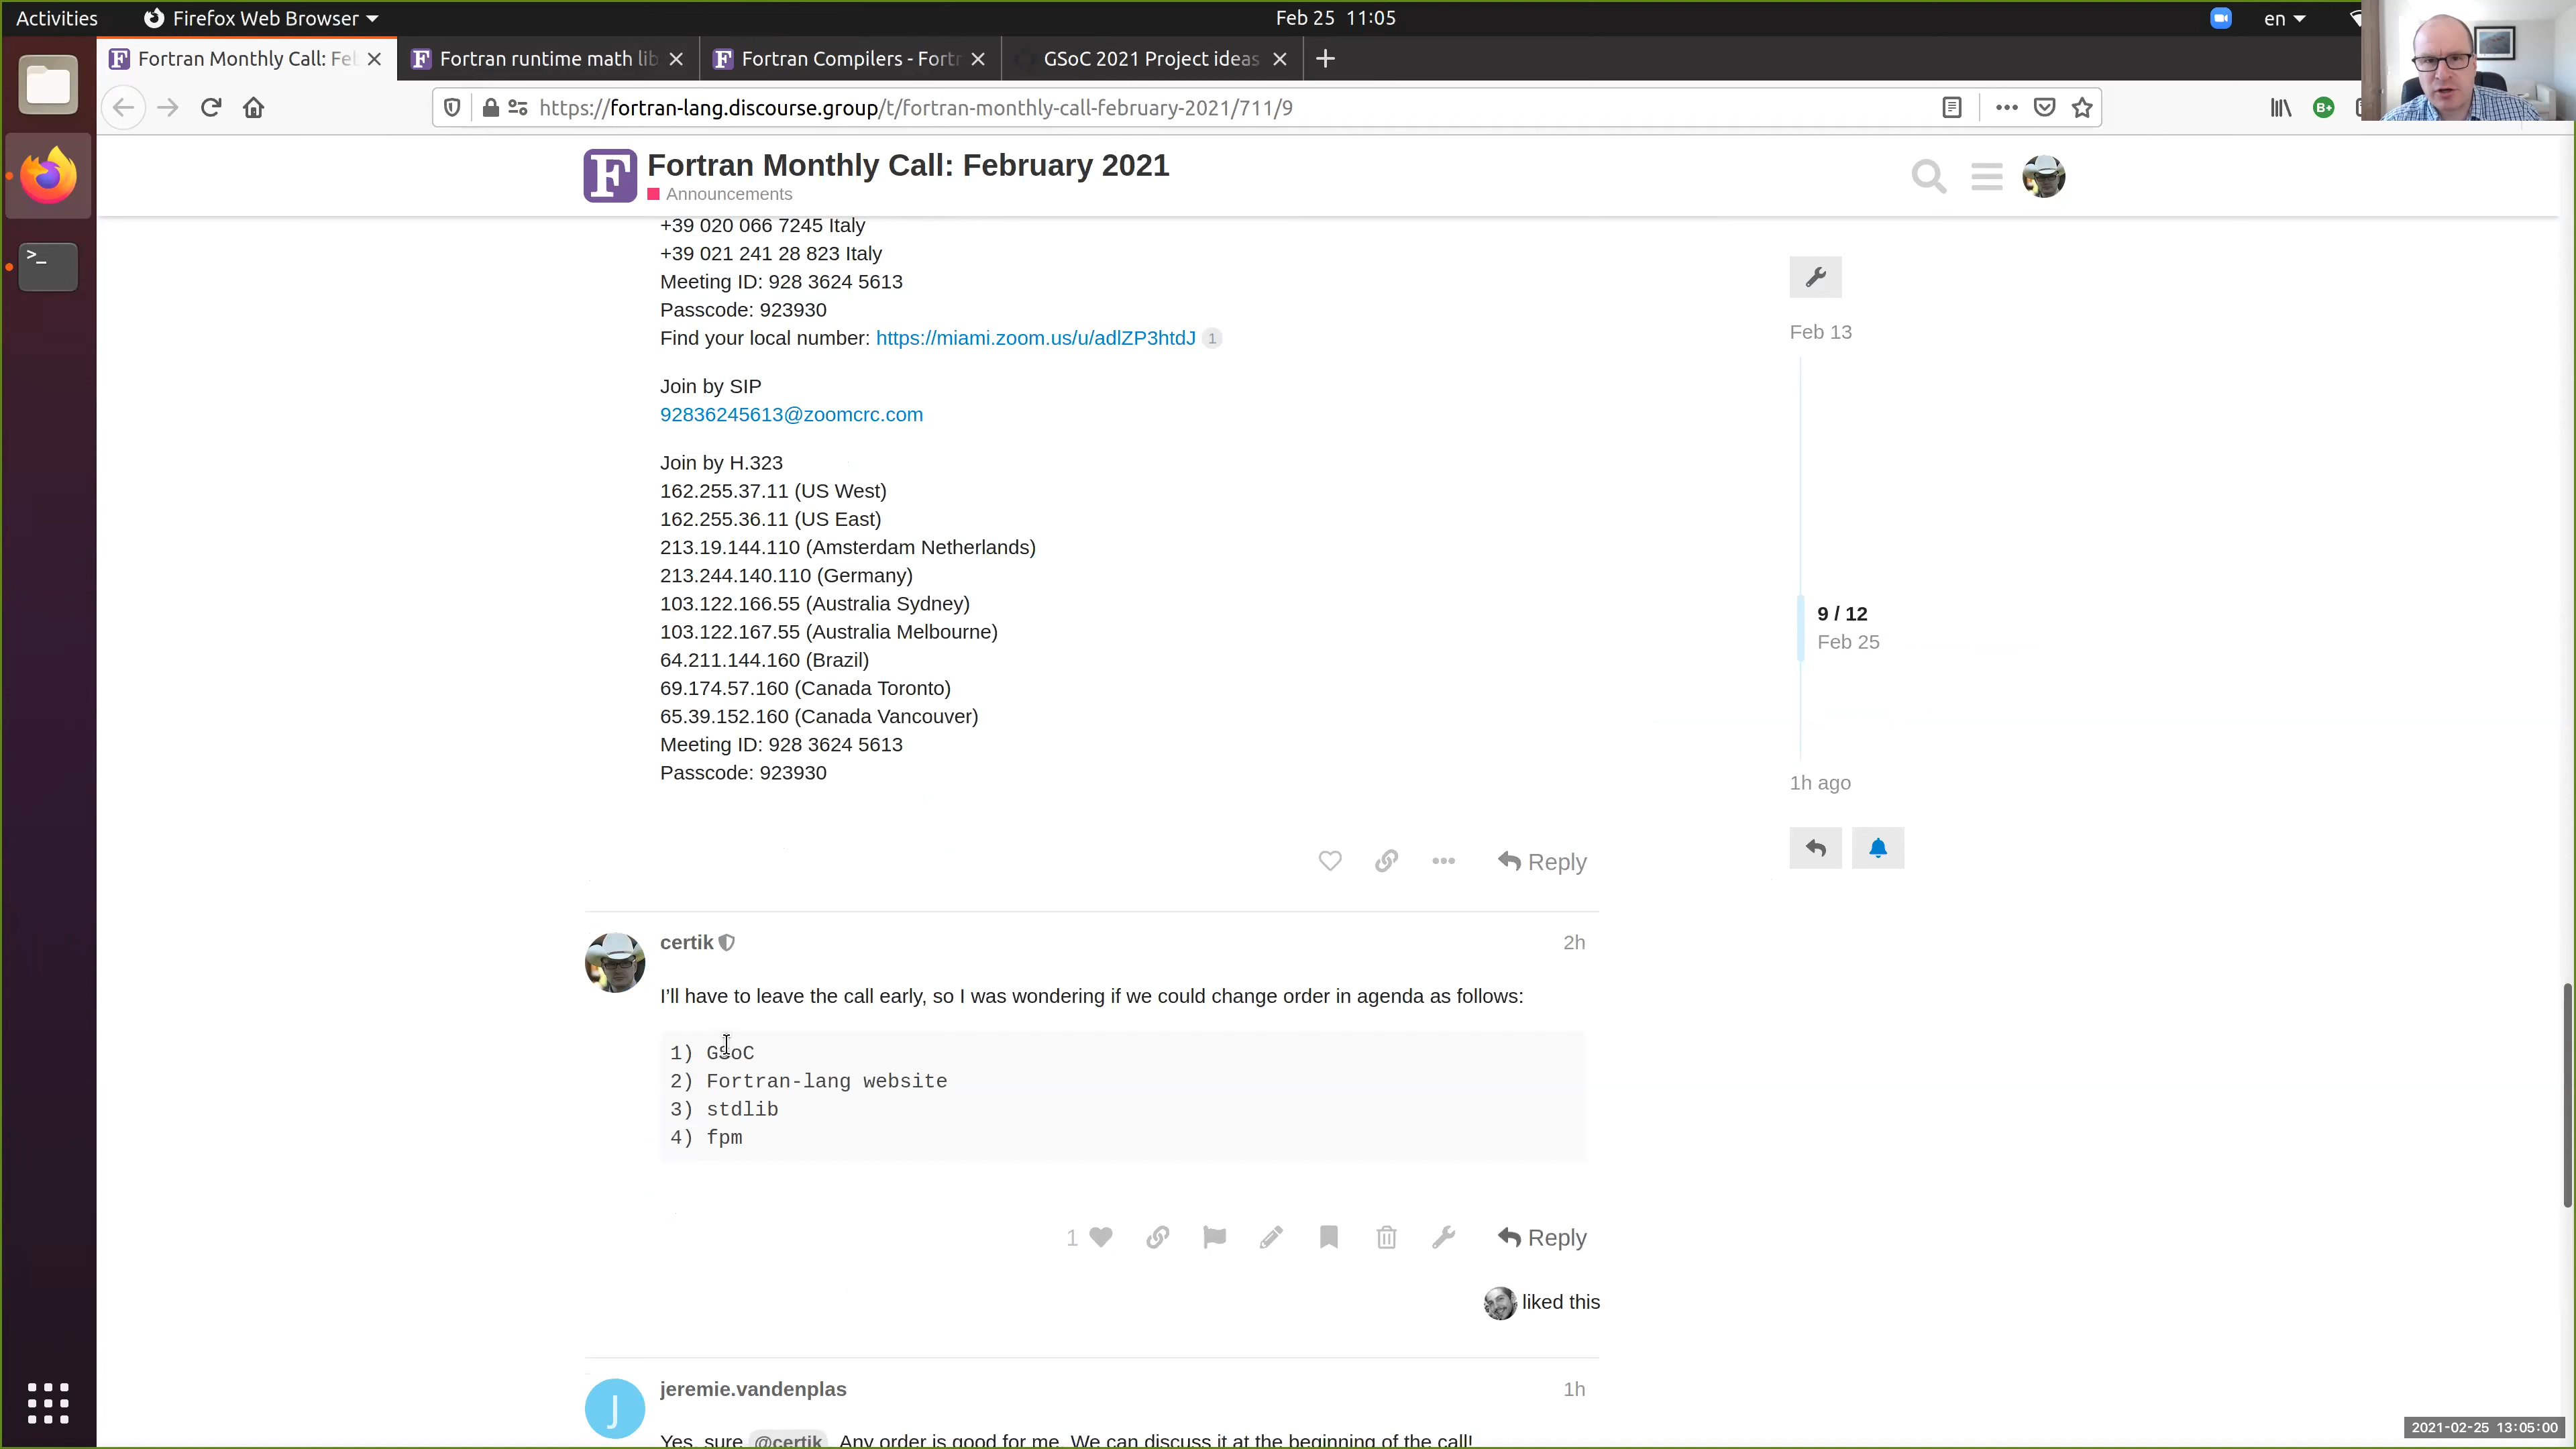 Activities Firefox Web Browser Feb 25 11:05 en
Fortran Monthly Call: Fe Fortran runtime math lib Fortran Compilers - Fortr GSoC 2021 Project ideas
https://fortran-lang.discourse.group/t/fortran-monthly-call-february-2021/711/9
Fortran Monthly Call: February 2021
Announcements
+39 020 066 7245 Italy
+39 021 241 28 823 Italy
Meeting ID: 928 3624 5613
Passcode: 923930
Find your local number: https://miami.zoom.us/u/adlZP3htdJ 1
Join by SIP
92836245613@zoomcrc.com
Join by H.323
162.255.37.11 (US West)
162.255.36.11 (US East)
213.19.144.110 (Amsterdam Netherlands)
213.244.140.110 (Germany)
103.122.166.55 (Australia Sydney)
103.122.167.55 (Australia Melbourne)
64.211.144.160 (Brazil)
69.174.57.160 (Canada Toronto)
65.39.152.160 (Canada Vancouver)
Meeting ID: 928 3624 5613
Passcode: 923930
Feb 13
9 / 12
Feb 25
1h ago
Reply
certik 2h
I'll have to leave the call early, so I was wondering if we could change order in agenda as follows:
1) GSoC
2) Fortran-lang website
3) stdlib
4) fpm
1 Reply
liked this
J
jeremie.vandenplas 1h
Yes, sure @certik. Any order is good for me. We can discuss it at the beginning of the call!
2021-02-25 13:05:00